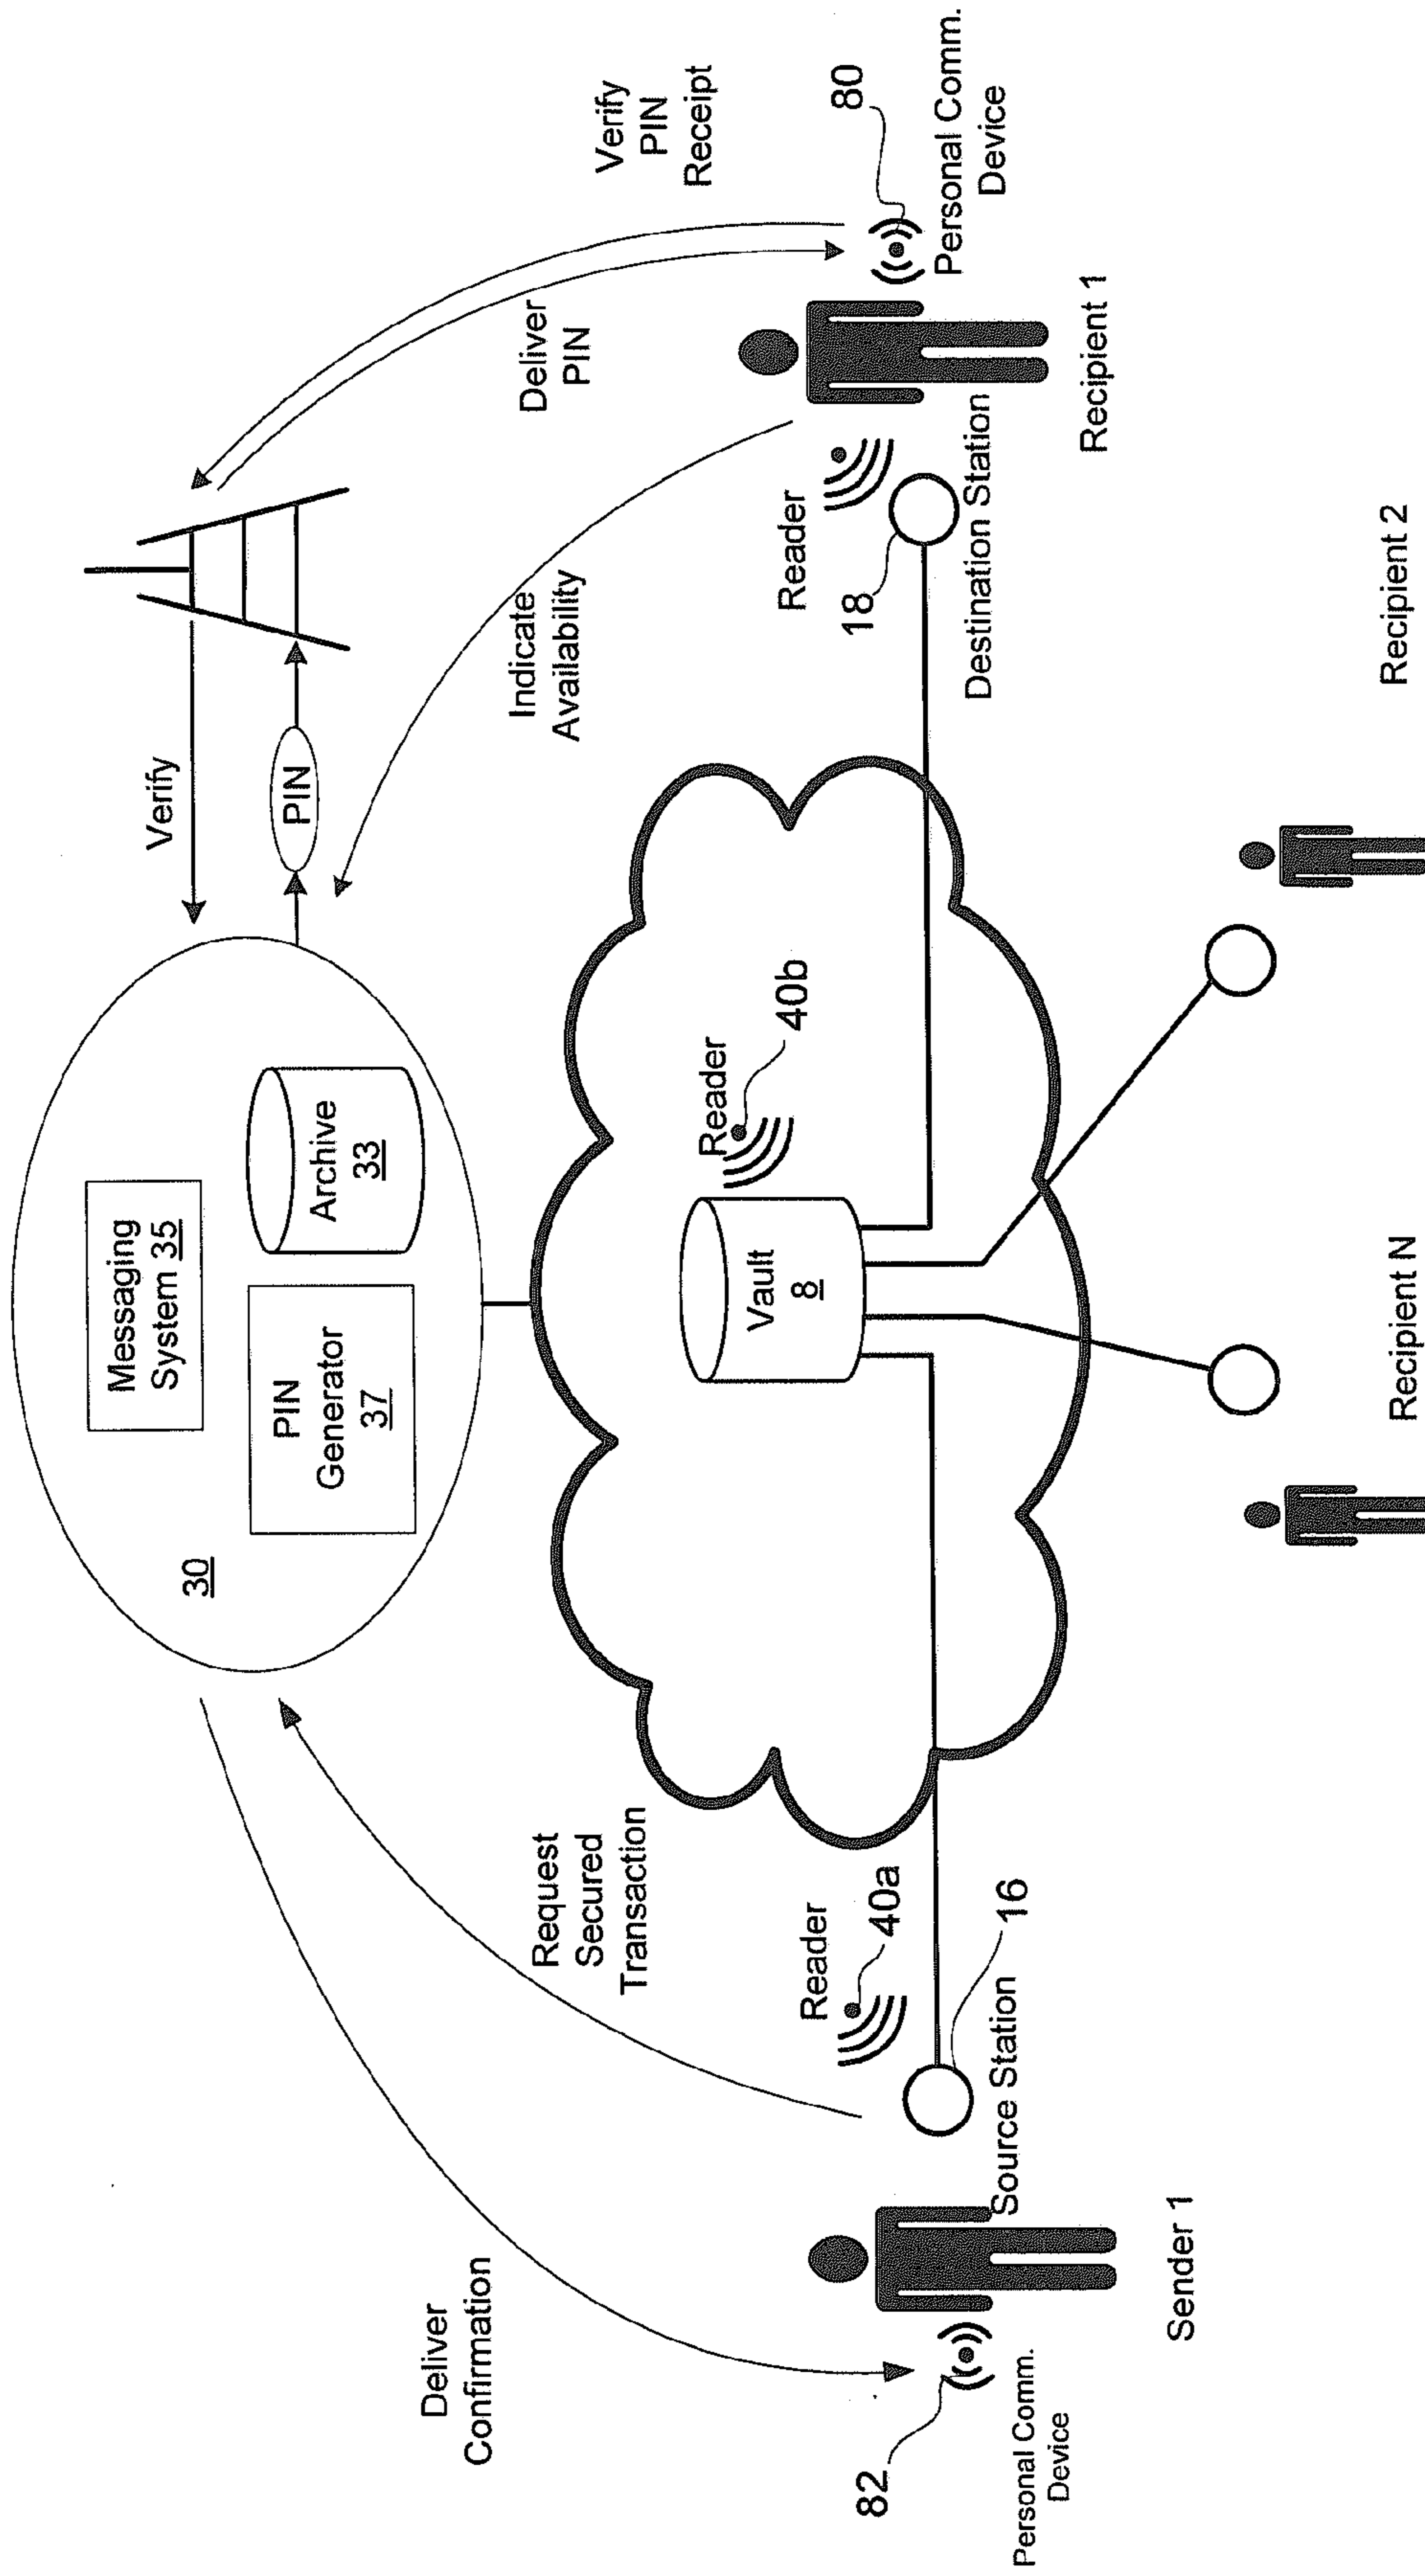 Messaging
System 35
PIN
Generator
37
Archive
33
30
Verify
PIN
Deliver
Confirmation
Request
Secured
Transaction
Indicate
Availability
Deliver
PIN
Verify
PIN
Receipt
Vault
8
Reader
40b
Reader
40a
Reader
18
80
82
16
Personal Comm.
Device
Source Station
Sender 1
Destination Station
Personal Comm.
Device
Recipient 1
Recipient N
Recipient 2